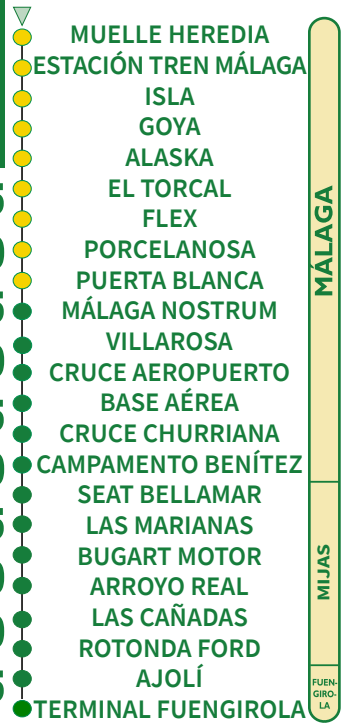 MUELLE HEREDIA
ESTACIÓN TREN MÁLAGA
ISLA
GOYA
ALASKA
EL TORCAL
FLEX
PORCELANOSA
PUERTA BLANCA
MÁLAGA NOSTRUM
VILLAROSA
CRUCE AEROPUERTO
BASE AÉREA
CRUCE CHURRIANA
CAMPAMENTO BENÍTEZ
SEAT BELLAMAR
LAS MARIANAS
BUGART MOTOR
ARROYO REAL
LAS CAÑADAS
ROTONDA FORD
AJOLÍ
TERMINAL FUENGIROLA
MÁLAGA
MIJAS
FUEN-
GIRO-
LA